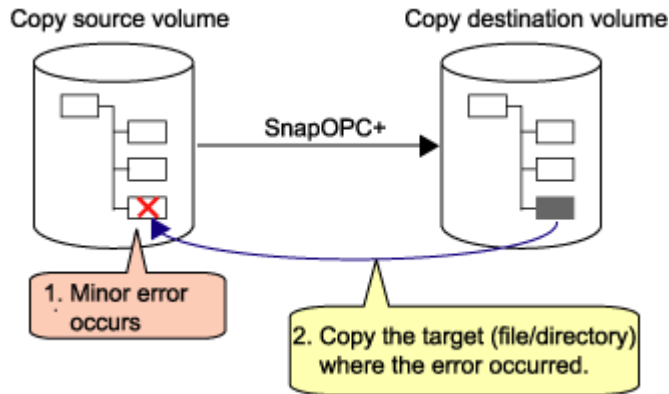 Copy source volume
Copy destination volume
SnapOPC+
1. Minor error
occurs
2. Copy the target (file/directory)
where the error occurred.